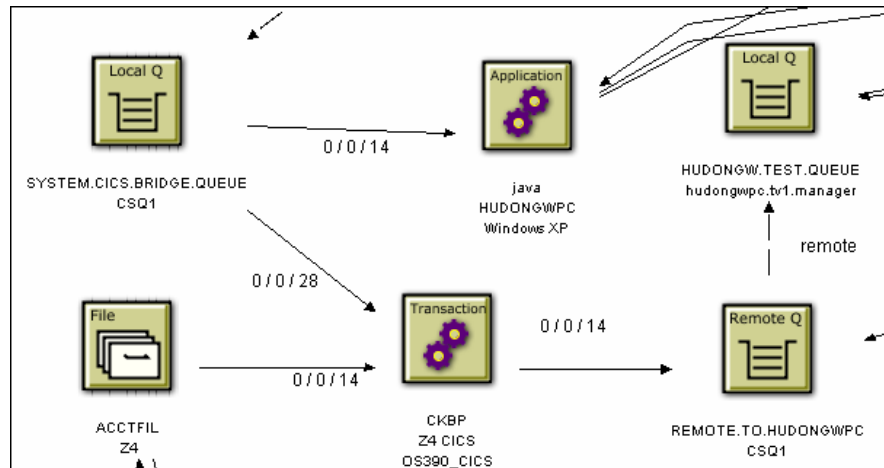 Local Q
SYSTEM.CICS.BRIDGE.QUEUE
CSQ1
0/0/14
Application
java
HUDONGWPC
Windows XP
Local Q
HUDONGW.TEST.QUEUE
hudongwpc.tv1.manager
remote
0/0/28
File
ACCTFIL
Z4
0/0/14
Transaction
CKBP
Z4 CICS
OS390_CICS
0/0/14
Remote Q
REMOTE.TO.HUDONGWPC
CSQ1